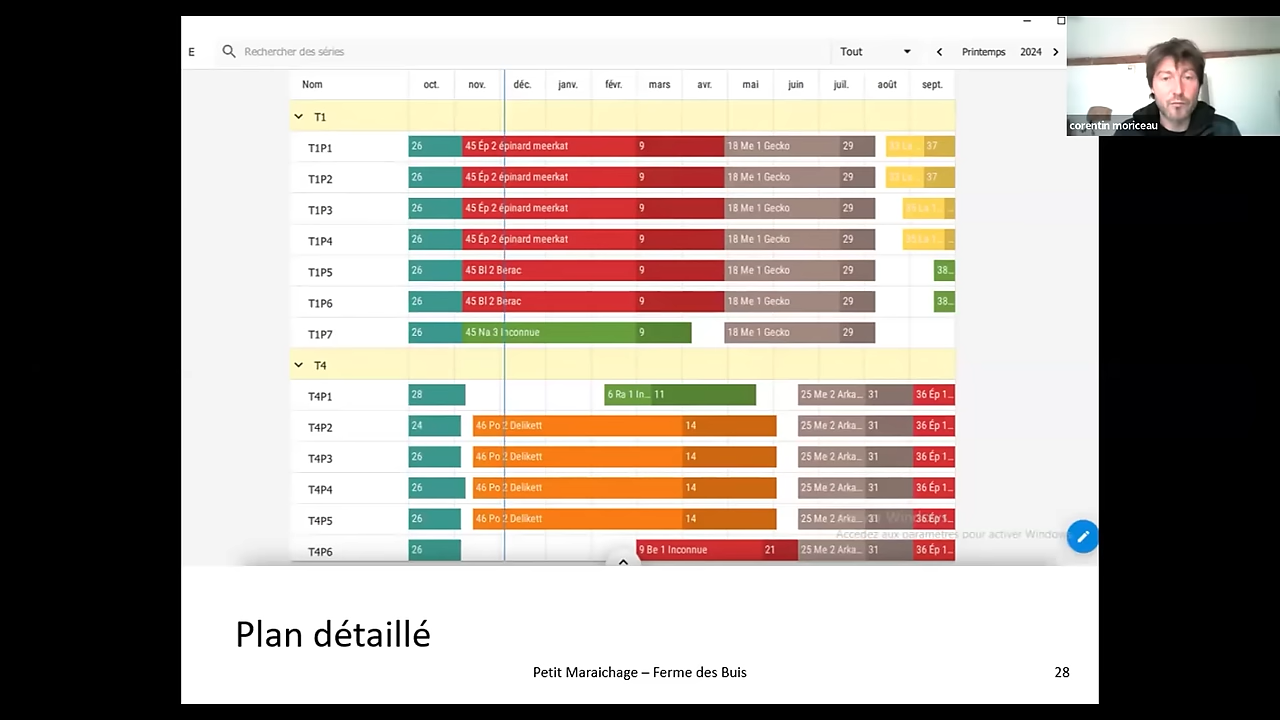 E Rechercher des séries Tout Printemps 2024
corentin moriceau
Nom oct. nov. déc. janv. févr. mars avr. mai juin juil. août sept.
T1
T1P1 26 45 Ép 2 épinard meerkat 9 18 Me 1 Gecko 29 37
T1P2 26 45 Ép 2 épinard meerkat 9 18 Me 1 Gecko 29 37
T1P3 26 45 Ép 2 épinard meerkat 9 18 Me 1 Gecko 29
T1P4 26 45 Ép 2 épinard meerkat 9 18 Me 1 Gecko 29
T1P5 26 45 Bl 2 Berac 9 18 Me 1 Gecko 29 38...
T1P6 26 45 Bl 2 Berac 9 18 Me 1 Gecko 29 38...
T1P7 26 45 Na 3 Inconnue 9 18 Me 1 Gecko 29
T4
T4P1 28 6 Ra 1 In... 11 25 Me 2 Arka... 31 36 Ép 1...
T4P2 24 46 Po 2 Delikett 14 25 Me 2 Arka... 31 36 Ép 1...
T4P3 26 46 Po 2 Delikett 14 25 Me 2 Arka... 31 36 Ép 1...
T4P4 26 46 Po 2 Delikett 14 25 Me 2 Arka... 31 36 Ép 1...
T4P5 26 46 Po 2 Delikett 14 25 Me 2 Arka... 31 36 Ép 1...
Accédez aux paramètres pour activer Windows
T4P6 26 9 Be 1 Inconnue 21 25 Me 2 Arka... 31 36 Ép 1...
Plan détaillé
Petit Maraichage – Ferme des Buis 28